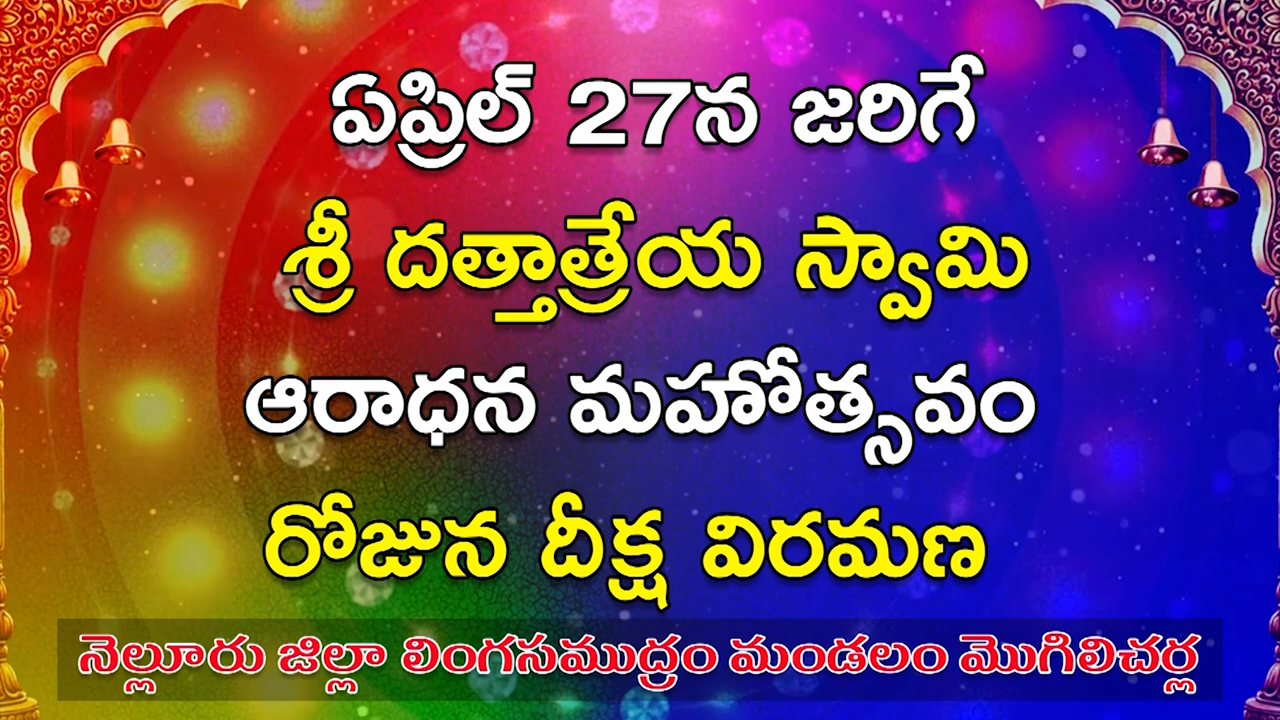 ఏప్రిల్ 27న జరిగే
శ్రీ దత్తాత్రేయ స్వామి
ఆరాధన మహోత్సవం
రోజున దీక్ష విరమణ
నెల్లూరు జిల్లా లింగసముద్రం మండలం మొగిలిచర్ల